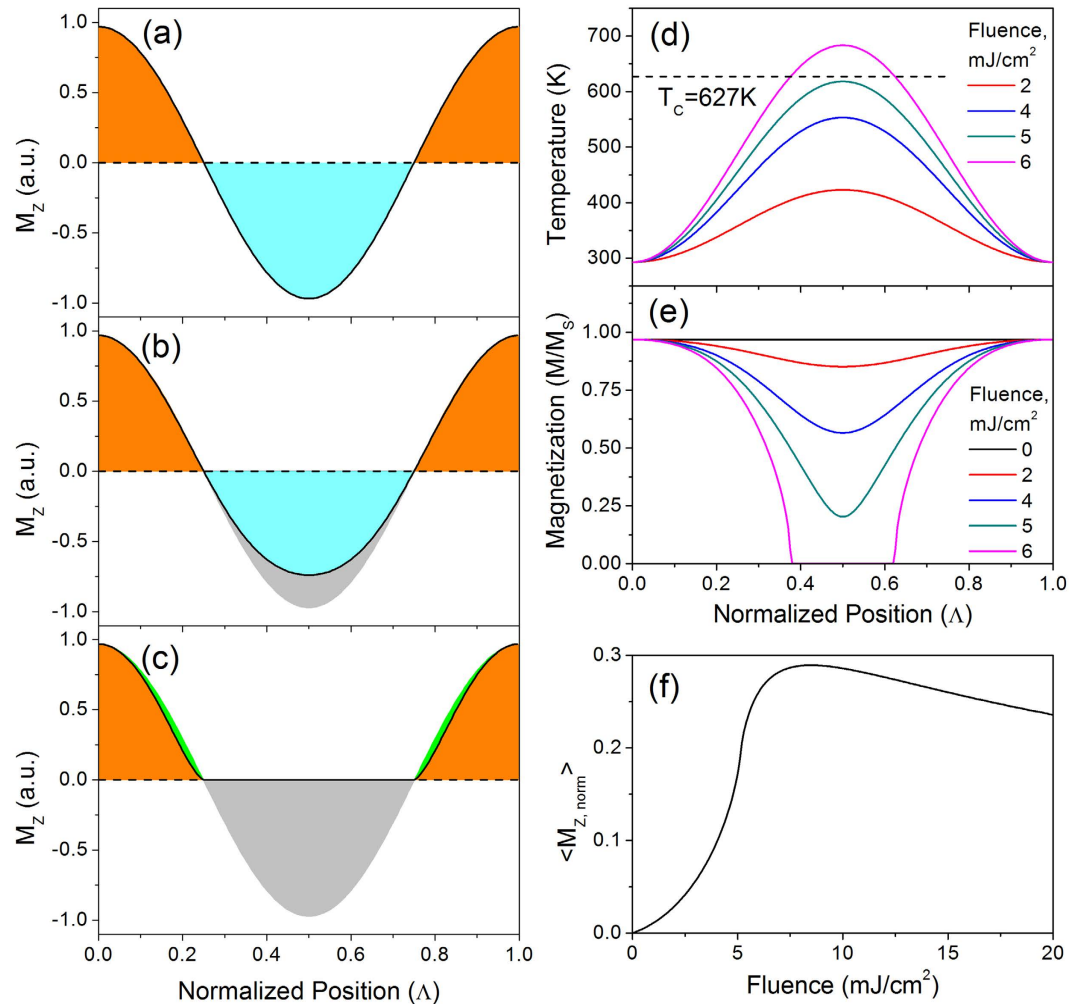 (a)
1.0
0.5
0.0
-0.5
-1.0
M_Z (a.u.)
(b)
1.0
0.5
0.0
-0.5
-1.0
M_Z (a.u.)
(c)
1.0
0.5
0.0
-0.5
-1.0
M_Z (a.u.)
0.0 0.2 0.4 0.6 0.8 1.0
Normalized Position (Λ)
(d)
700
600
500
400
300
Temperature (K)
T_C=627K
Fluence,
mJ/cm²
2
4
5
6
(e)
1.00
0.75
0.50
0.25
0.00
Magnetization (M/M_S)
Fluence,
mJ/cm²
0
2
4
5
6
0.0 0.2 0.4 0.6 0.8 1.0
Normalized Position (Λ)
(f)
0.3
0.2
0.1
0.0
<M_Z, norm>
0 5 10 15 20
Fluence (mJ/cm²)